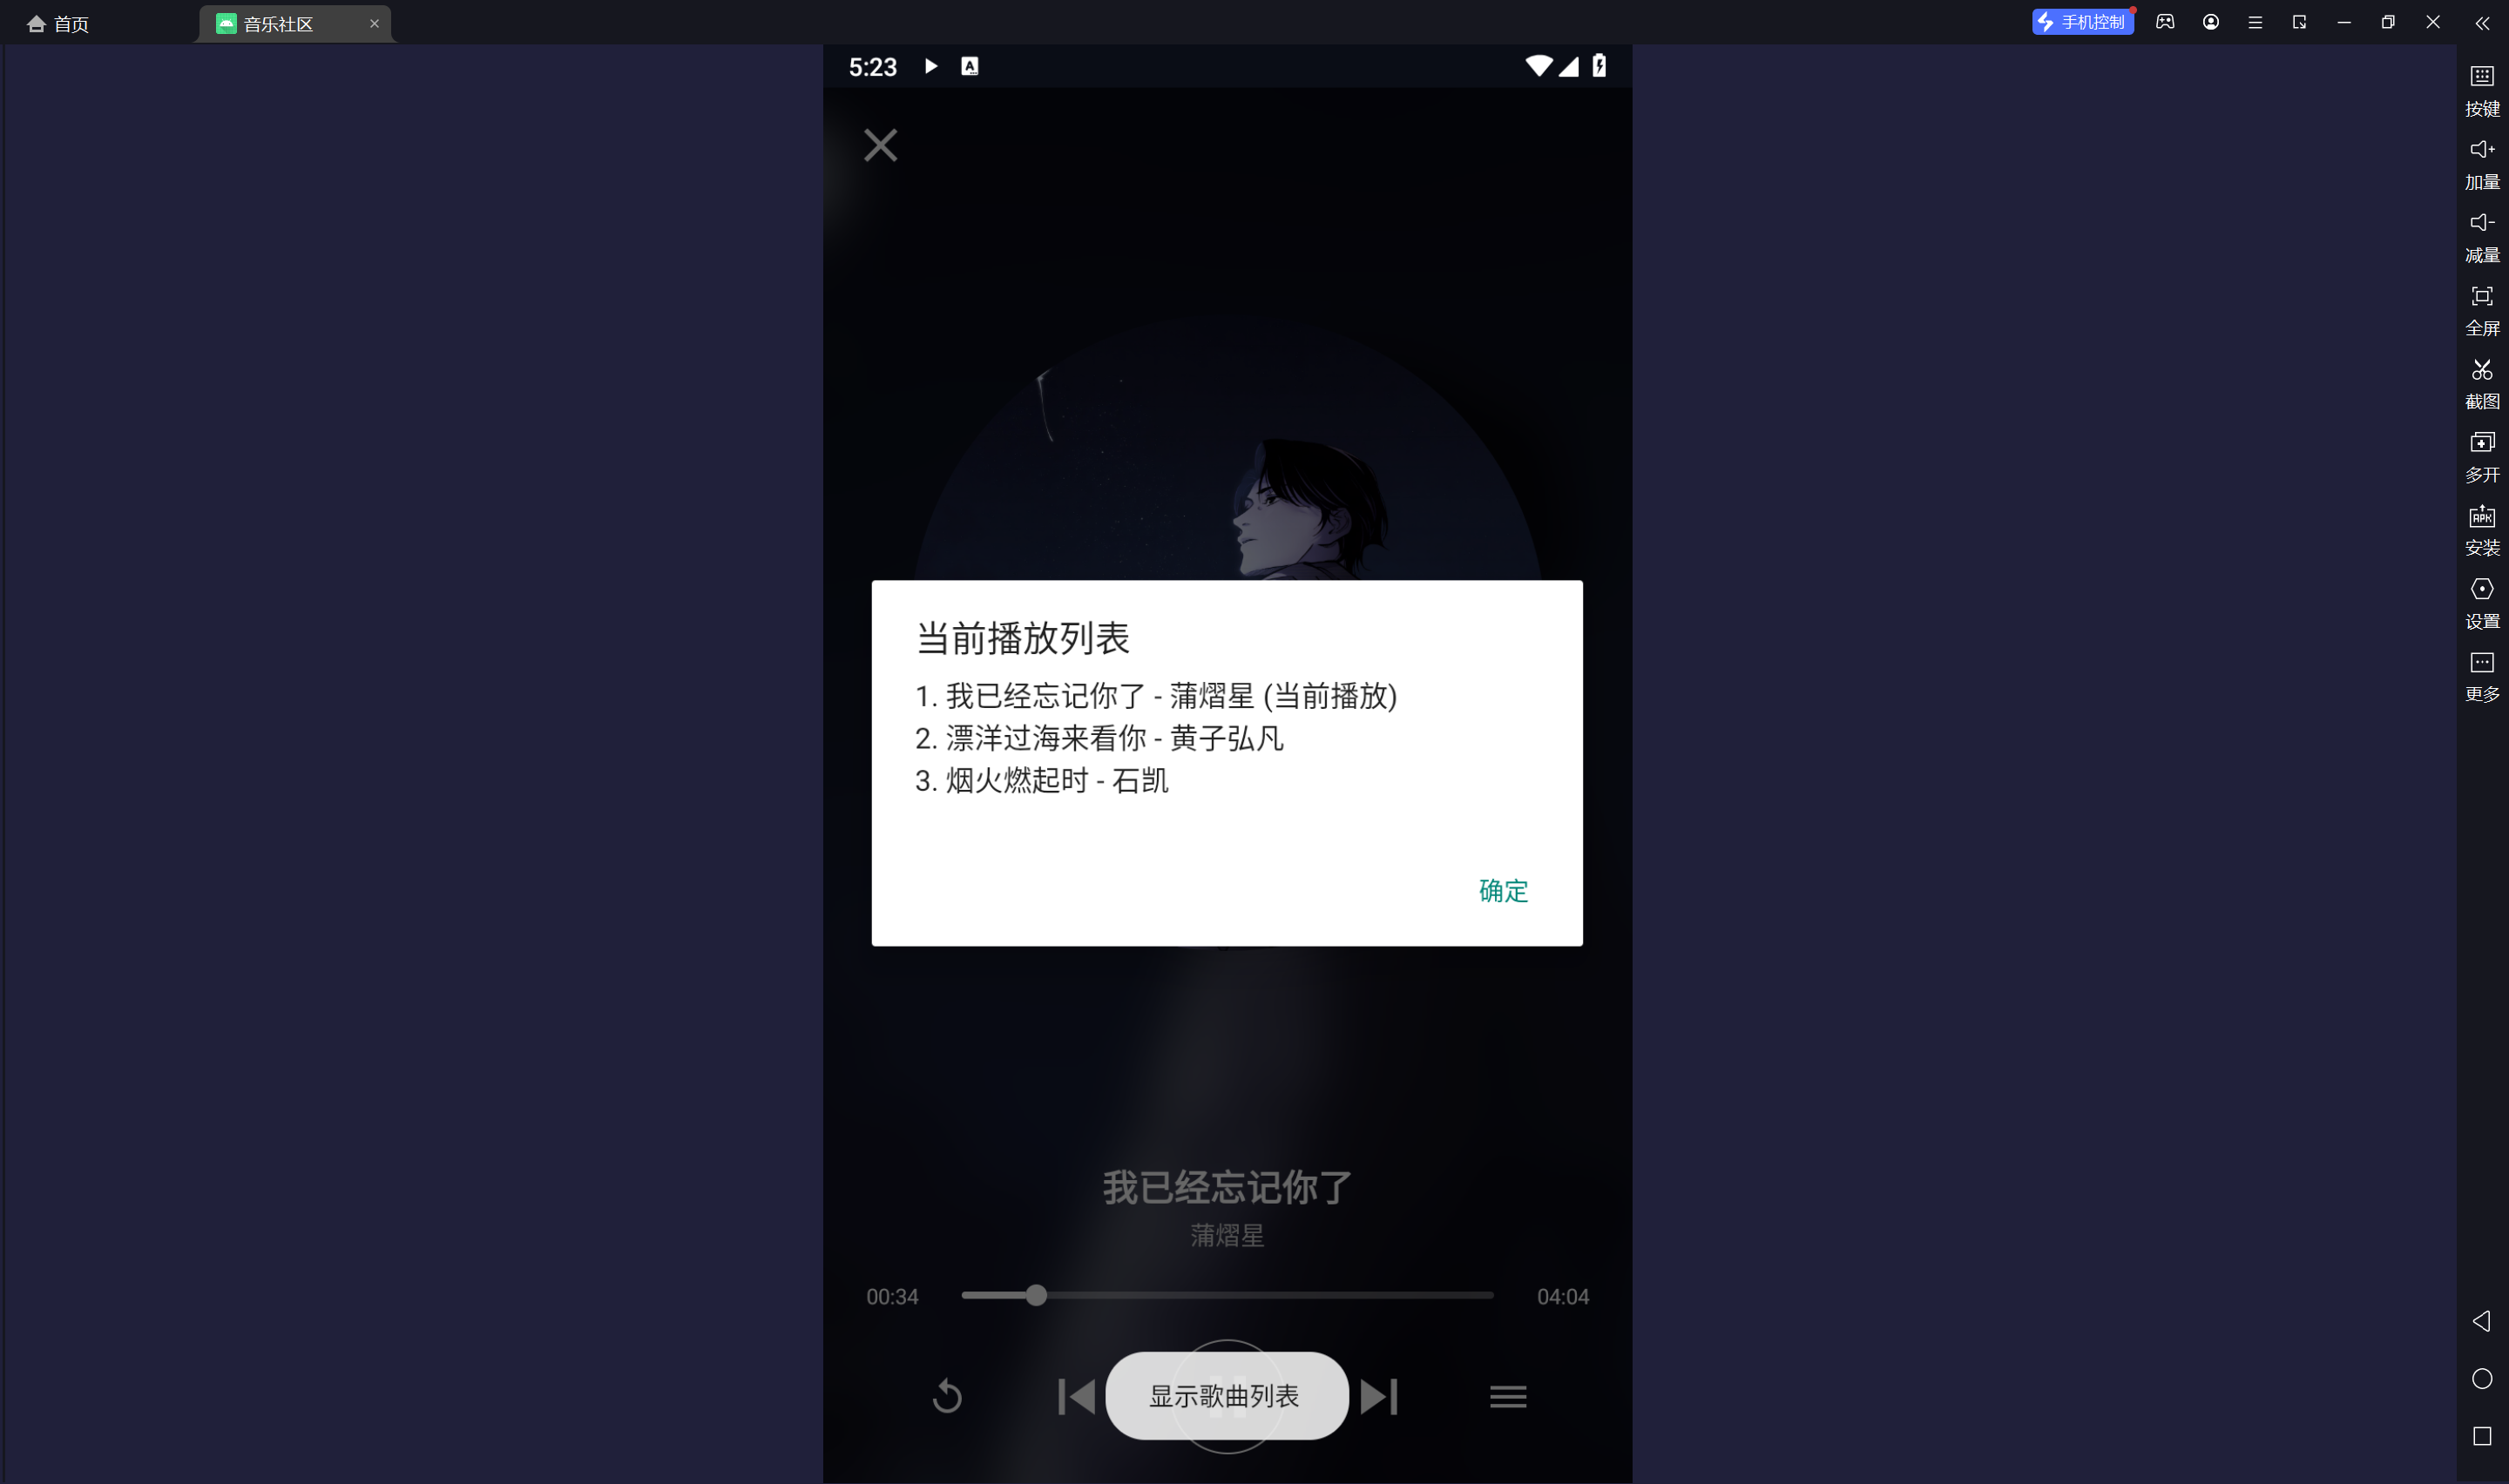 首页
音乐社区
手机控制
5:23
按键
加量
减量
全屏
截图
多开
APK
安装
设置
更多
当前播放列表
1. 我已经忘记你了 - 蒲熠星 (当前播放)
2. 漂洋过海来看你 - 黄子弘凡
3. 烟火燃起时 - 石凯
确定
我已经忘记你了
蒲熠星
00:34
04:04
显示歌曲列表